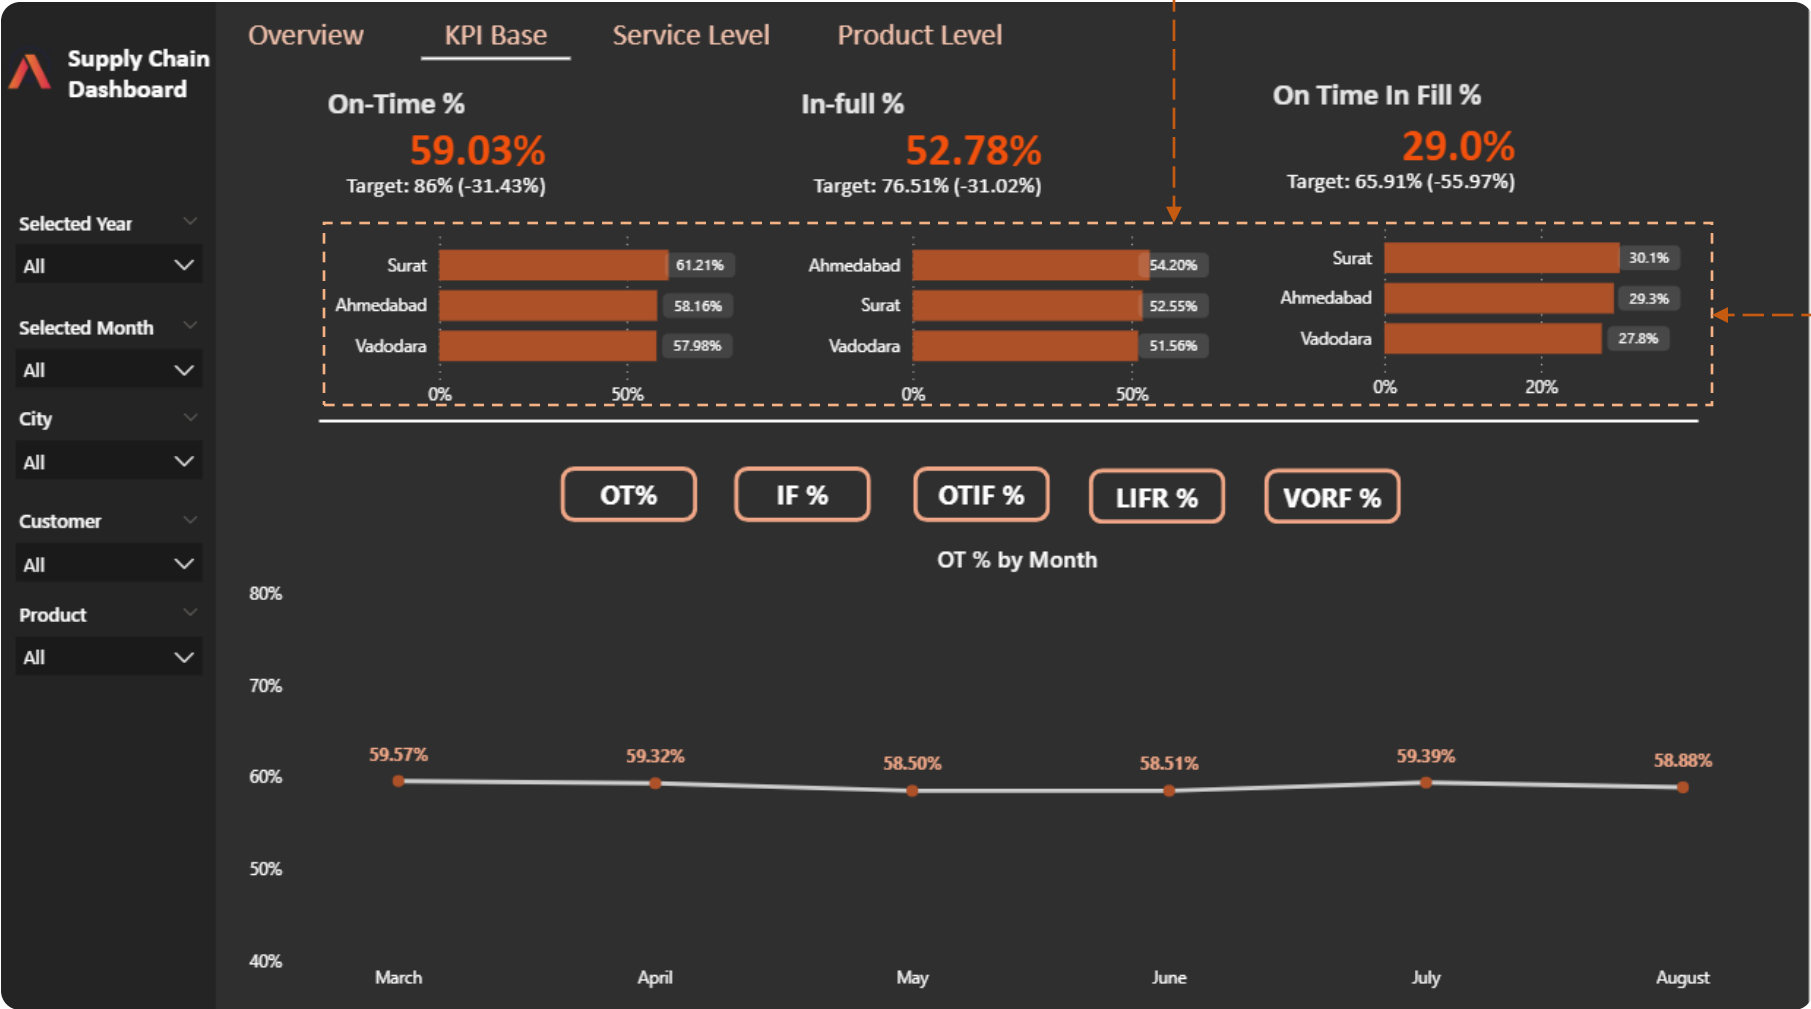 Supply Chain
Dashboard
Overview
KPI Base
Service Level
Product Level
Selected Year
All
Selected Month
All
City
All
Customer
All
Product
All
On-Time %
59.03%
Target: 86% (-31.43%)
In-full %
52.78%
Target: 76.51% (-31.02%)
On Time In Fill %
29.0%
Target: 65.91% (-55.97%)
Surat 61.21%
Ahmedabad 58.16%
Vadodara 57.98%
0% 50%
Ahmedabad 54.20%
Surat 52.55%
Vadodara 51.56%
0% 50%
Surat 30.1%
Ahmedabad 29.3%
Vadodara 27.8%
0% 20%
OT%
IF %
OTIF %
LIFR %
VORF %
OT % by Month
80%
70%
60%
50%
40%
59.57%
59.32%
58.50%
58.51%
59.39%
58.88%
March
April
May
June
July
August